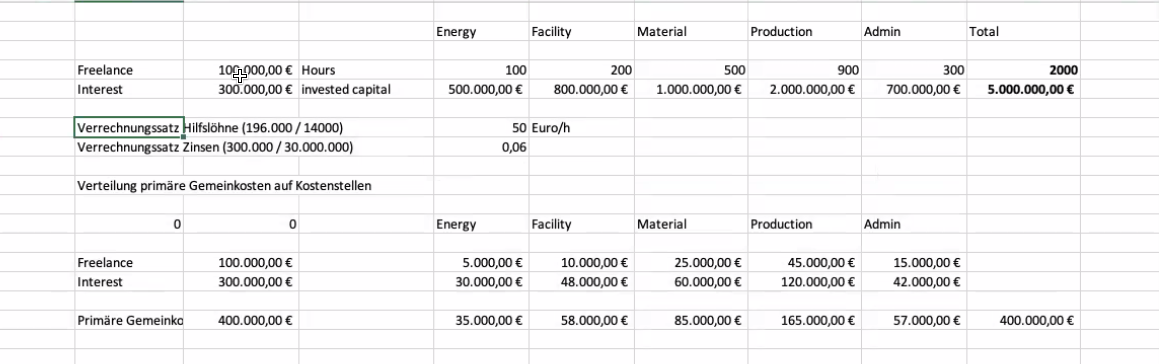 Energy Facility Material Production Admin Total
Freelance 100.000,00 € Hours 100 200 500 900 300 2000
Interest 300.000,00 € invested capital 500.000,00 € 800.000,00 € 1.000.000,00 € 2.000.000,00 € 700.000,00 € 5.000.000,00 €
Verrechnungssatz Hilfslöhne (196.000 / 14000) 50 Euro/h
Verrechnungssatz Zinsen (300.000 / 30.000.000) 0,06
Verteilung primäre Gemeinkosten auf Kostenstellen
0 0 Energy Facility Material Production Admin
Freelance 100.000,00 € 5.000,00 € 10.000,00 € 25.000,00 € 45.000,00 € 15.000,00 €
Interest 300.000,00 € 30.000,00 € 48.000,00 € 60.000,00 € 120.000,00 € 42.000,00 €
Primäre Gemeinko 400.000,00 € 35.000,00 € 58.000,00 € 85.000,00 € 165.000,00 € 57.000,00 € 400.000,00 €